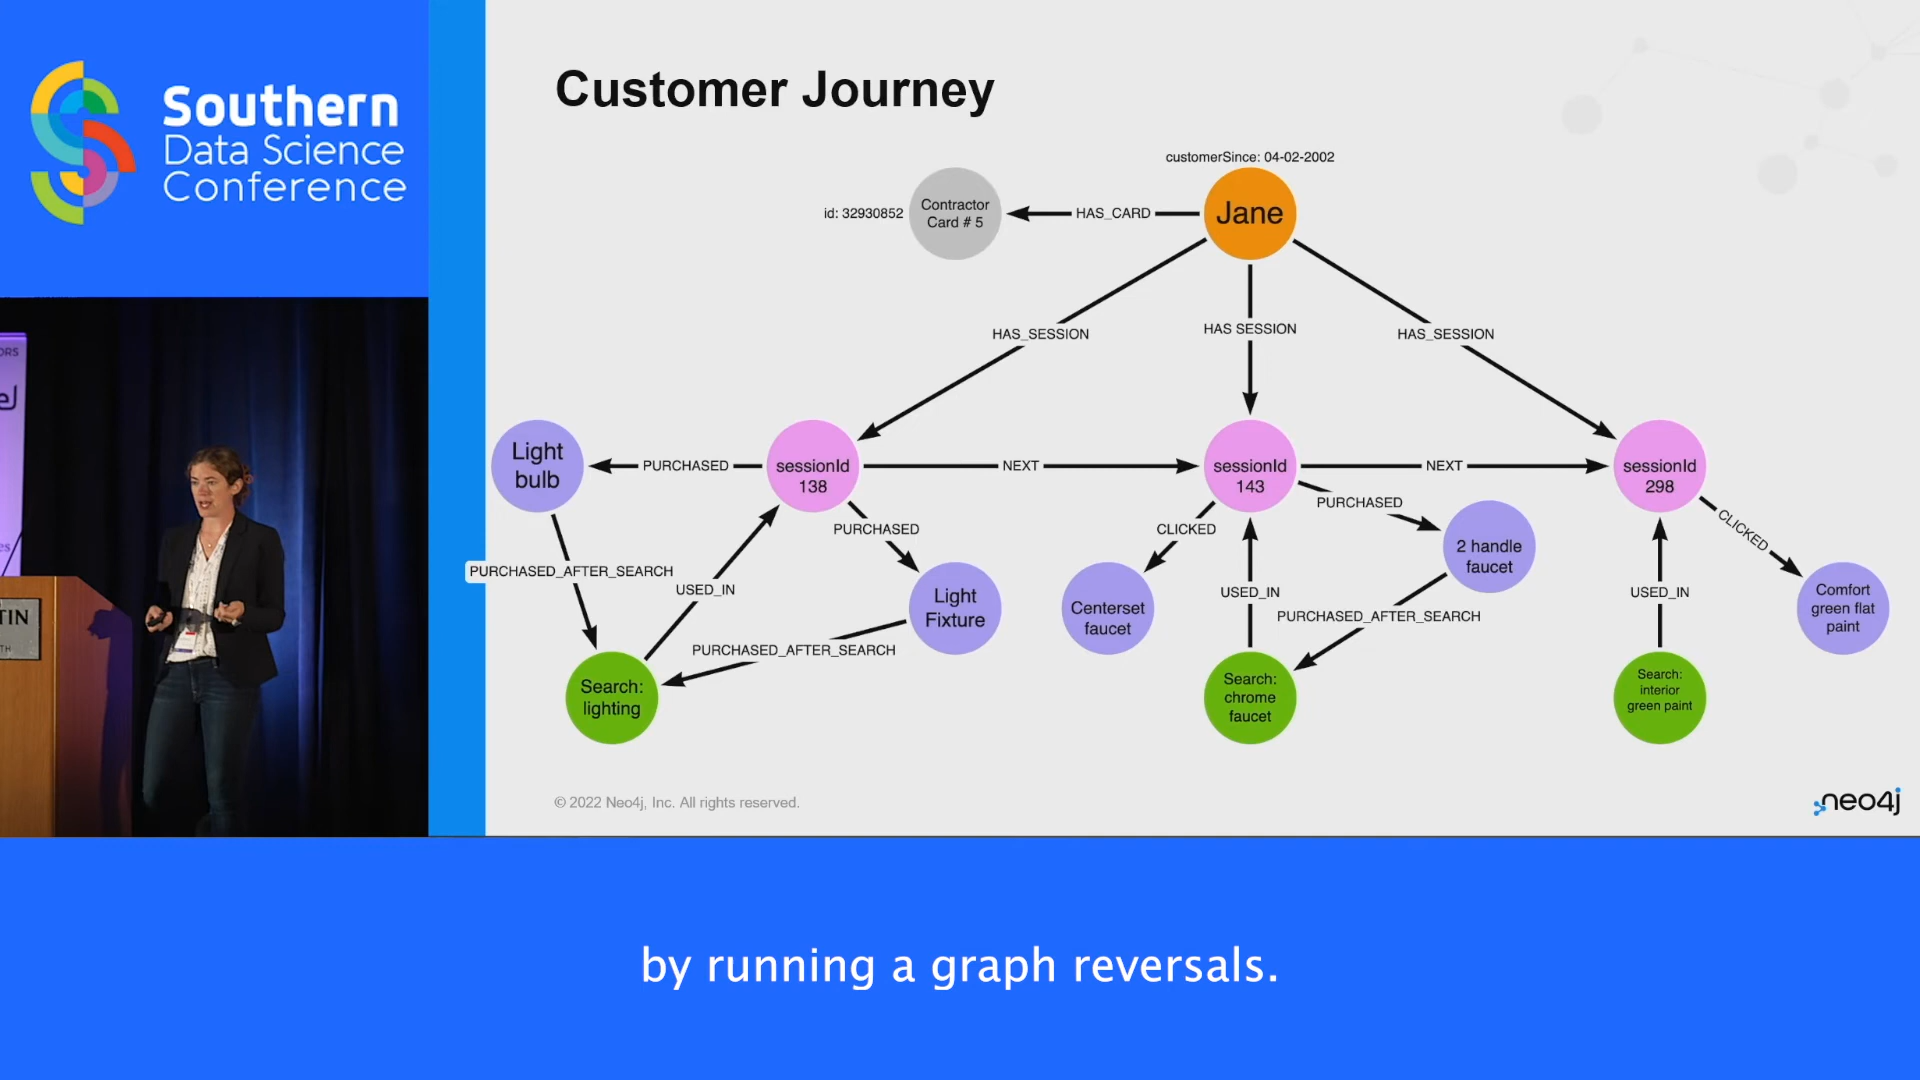 Southern
Data Science
Conference
Customer Journey
customerSince: 04-02-2002
id: 32930852
Contractor
Card # 5
HAS_CARD
Jane
HAS_SESSION
HAS SESSION
HAS_SESSION
Light
bulb
PURCHASED
sessionId
138
NEXT
sessionId
143
NEXT
sessionId
298
PURCHASED
CLICKED
PURCHASED
CLICKED
PURCHASED_AFTER_SEARCH
USED_IN
Light
Fixture
Centerset
faucet
USED_IN
2 handle
faucet
USED_IN
Comfort
green flat
paint
PURCHASED_AFTER_SEARCH
PURCHASED_AFTER_SEARCH
Search:
lighting
Search:
chrome
faucet
Search:
interior
green paint
© 2022 Neo4j, Inc. All rights reserved.
neo4j
ORS
TIN
TH
by running a graph reversals.